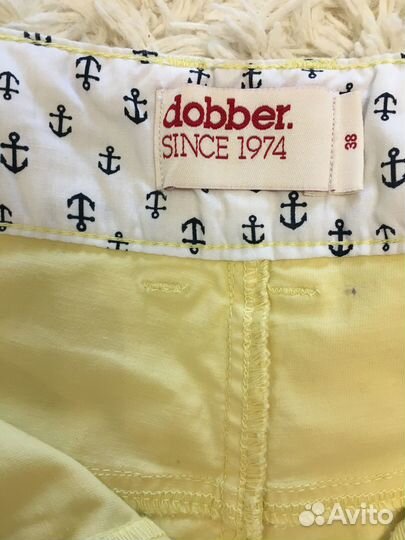 dobber.
SINCE 1974
38
Avito